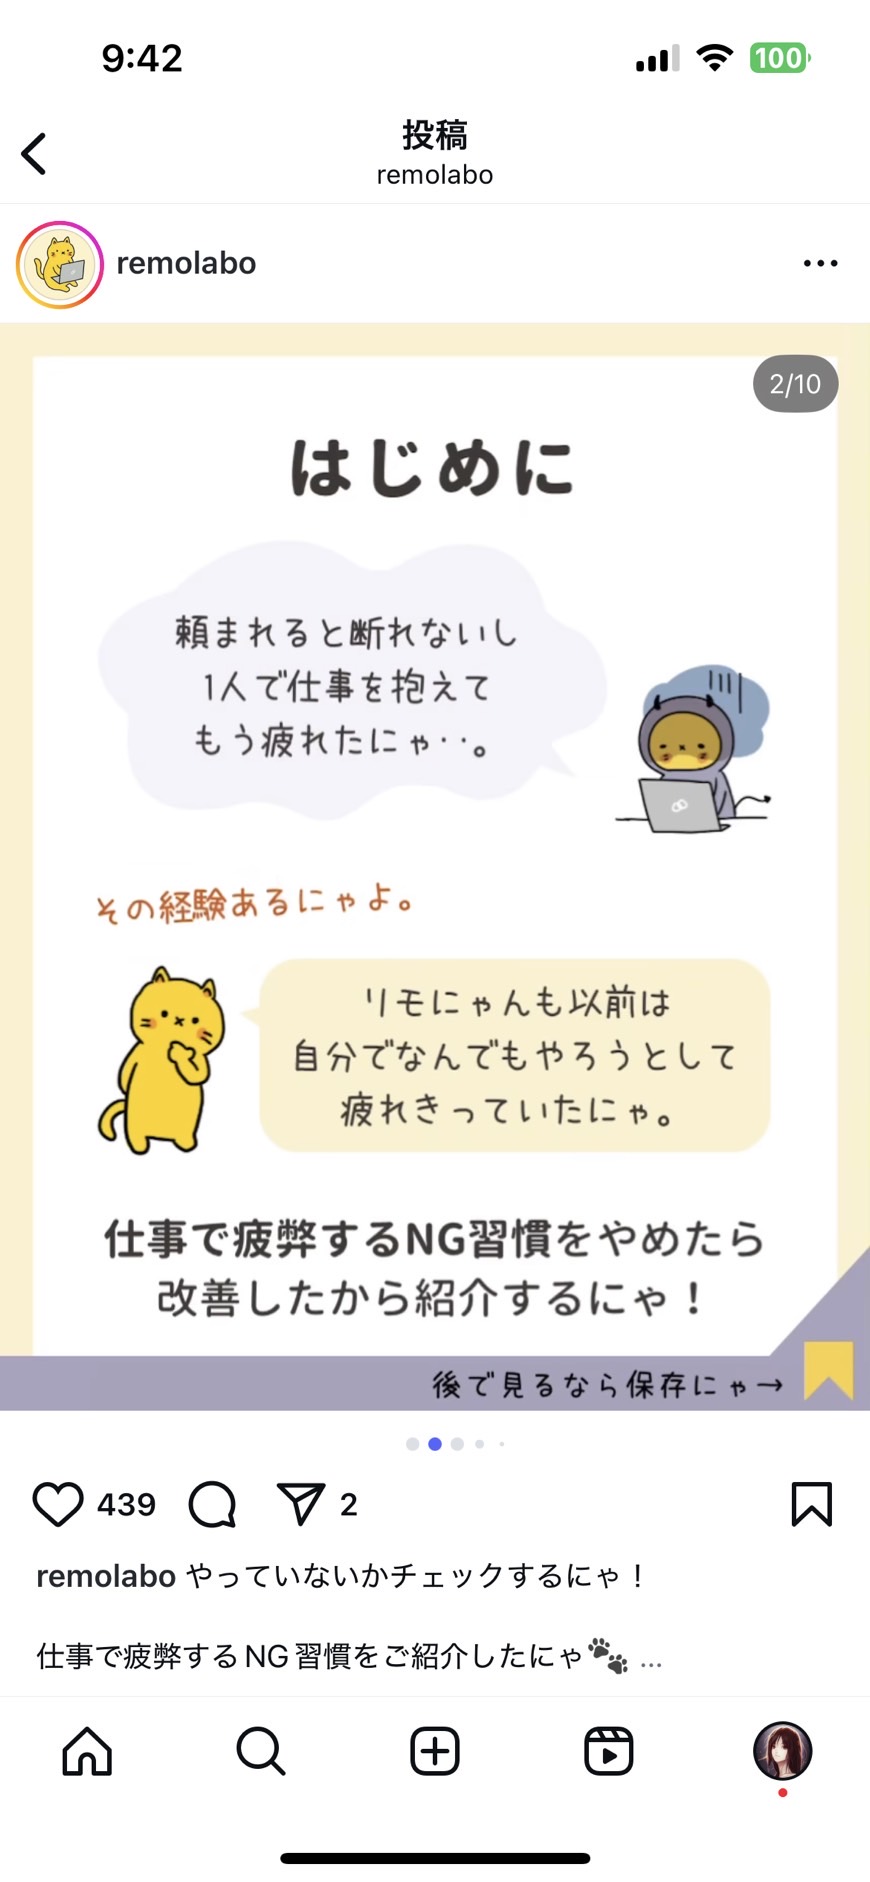 9:42
100
投稿
remolabo
remolabo
2/10
はじめに
頼まれると断れないし
1人で仕事を抱えて
もう疲れたにゃ‥。
その経験あるにゃよ。
リモにゃんも以前は
自分でなんでもやろうとして
疲れきっていたにゃ。
仕事で疲弊するNG習慣をやめたら
改善したから紹介するにゃ！
後で見るなら保存にゃ→
439
2
remolabo やっていないかチェックするにゃ！
仕事で疲弊するNG習慣をご紹介したにゃ🐾 ...